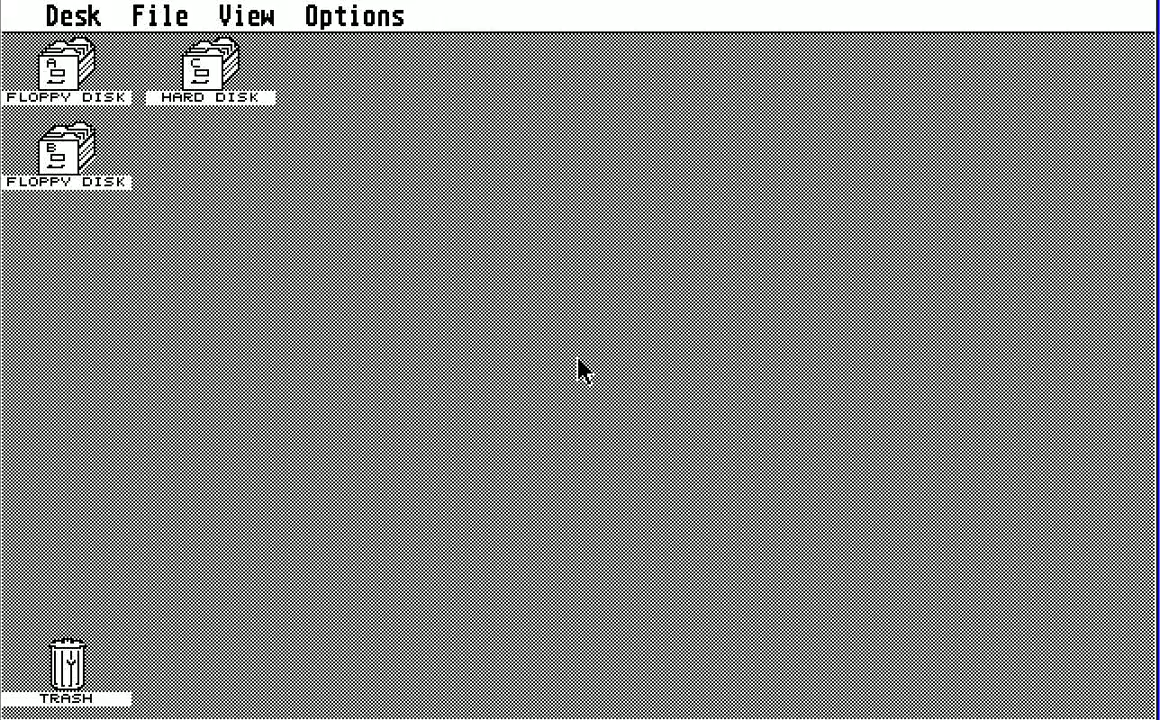 Desk File View Options
A C
FLOPPY DISK HARD DISK
B
FLOPPY DISK
TRASH